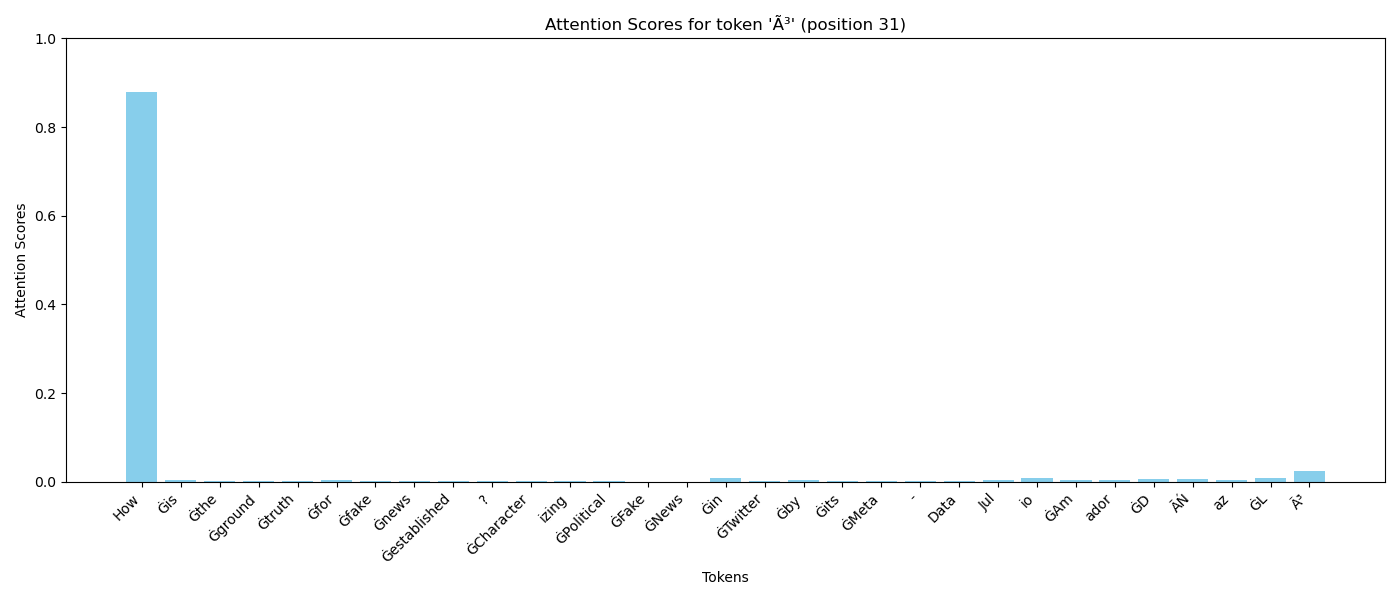 Attention Scores for token 'Ã³' (position 31)
1.0
0.8
0.6
0.4
0.2
0.0
Attention Scores
How
Ġis
Ġthe
Ġground
Ġtruth
Ġfor
Ġfake
Ġnews
Ġestablished
?
ĠCharacter
izing
ĠPolitical
ĠFake
ĠNews
Ġin
ĠTwitter
Ġby
Ġits
ĠMeta
-
Data
Jul
io
ĠAm
ador
ĠD
ÃŃ
az
ĠL
Ã³
Tokens